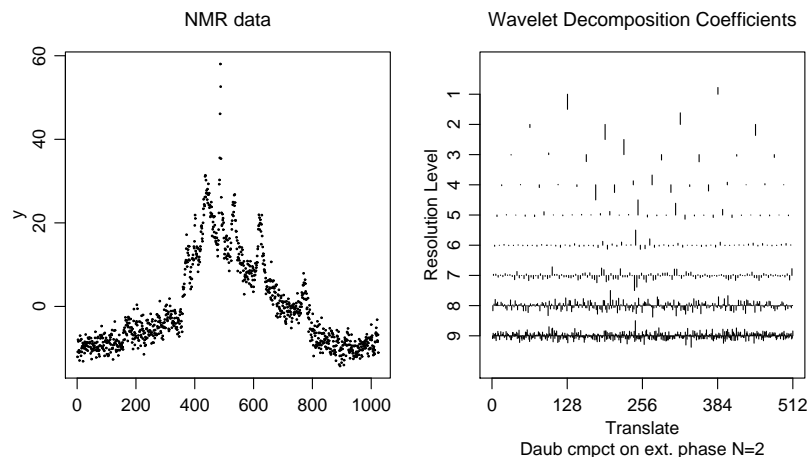 NMR data
60
40
20
0
y
0 200 400 600 800 1000
Wavelet Decomposition Coefficients
1
2
3
4
5
6
7
8
9
Resolution Level
0 128 256 384 512
Translate
Daub cmpct on ext. phase N=2